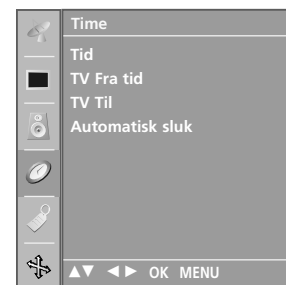 Time
Tid
TV Fra tid
TV Til
Automatisk sluk
▲▼ ◄► OK MENU